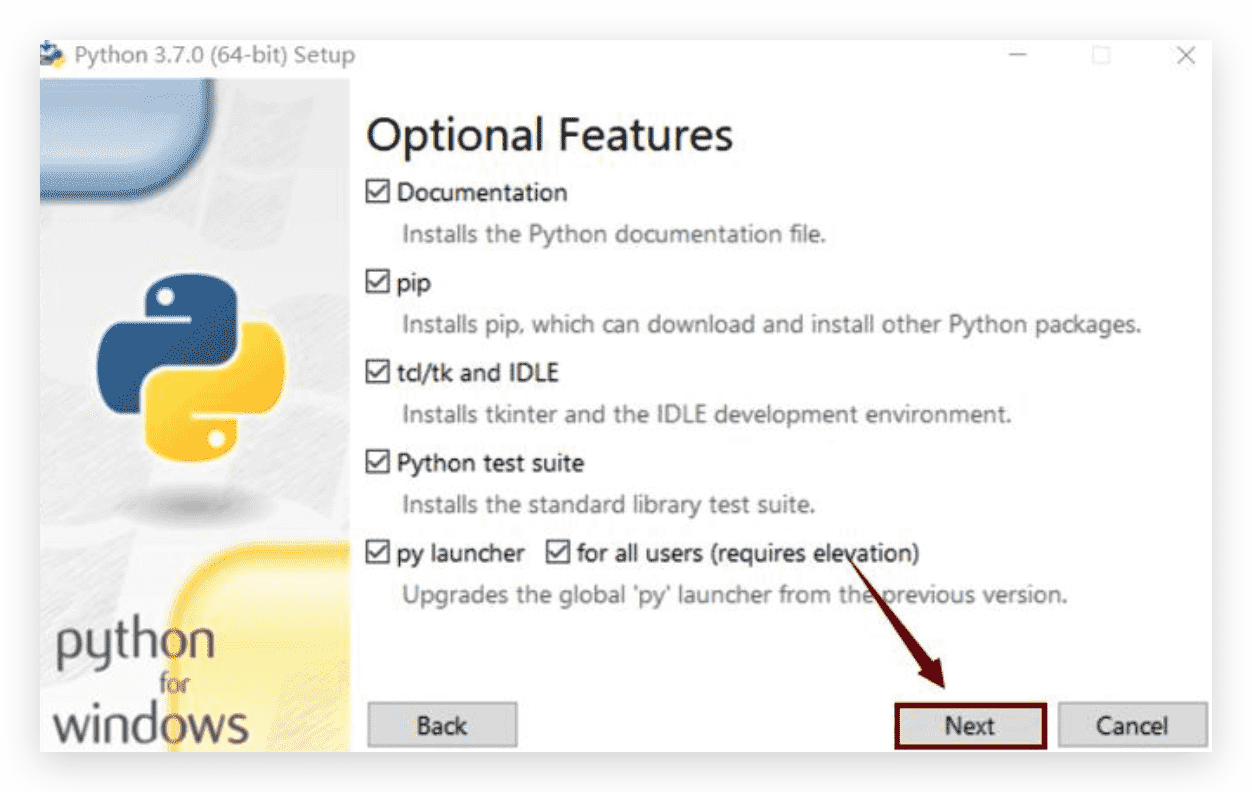 Python 3.7.0 (64-bit) Setup
Optional Features
Documentation
Installs the Python documentation file.
pip
Installs pip, which can download and install other Python packages.
tcl/tk and IDLE
Installs tkinter and the IDLE development environment.
Python test suite
Installs the standard library test suite.
py launcher for all users (requires elevation)
Upgrades the global 'py' launcher from the previous version.
python
for
windows
Back Next Cancel